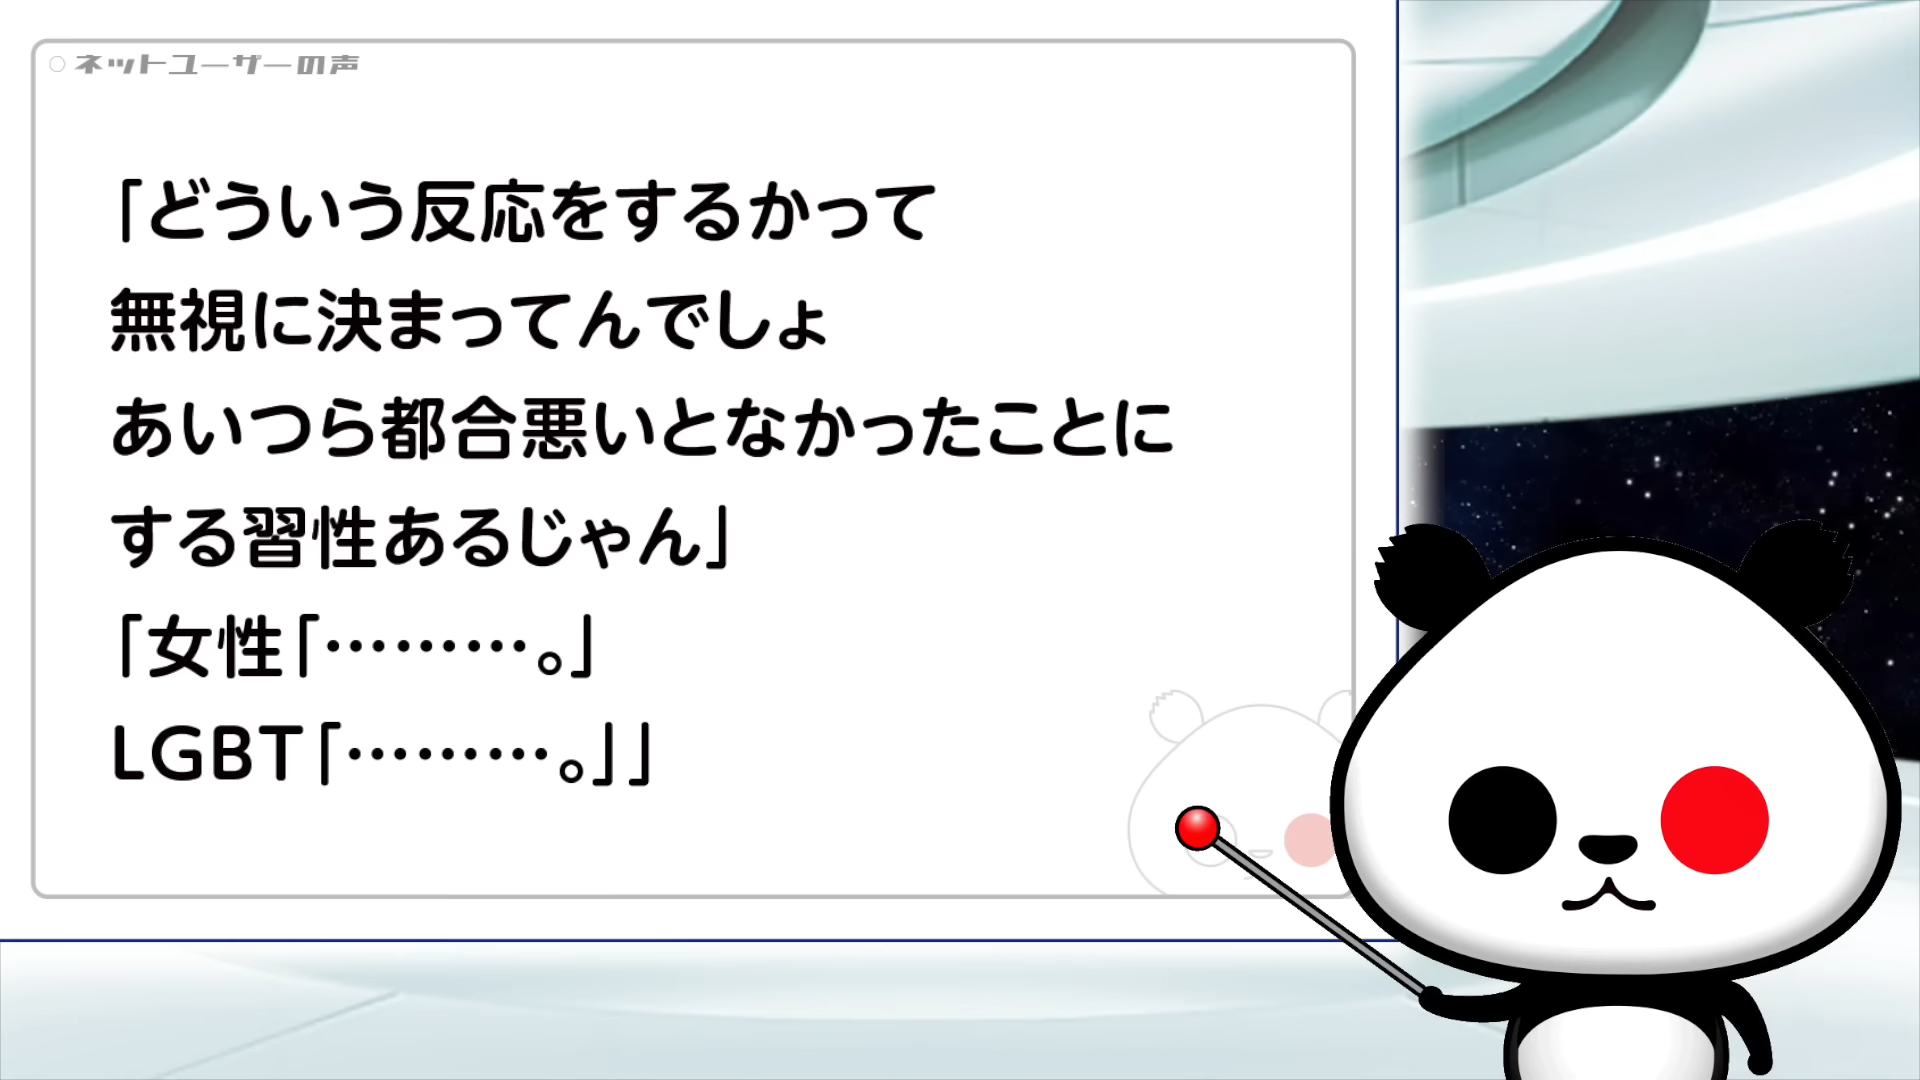 ネットユーザーの声
「どういう反応をするかって
無視に決まってんでしょ
あいつら都合悪いとなかったことに
する習性あるじゃん」
「女性「………。」
LGBT「………。」」